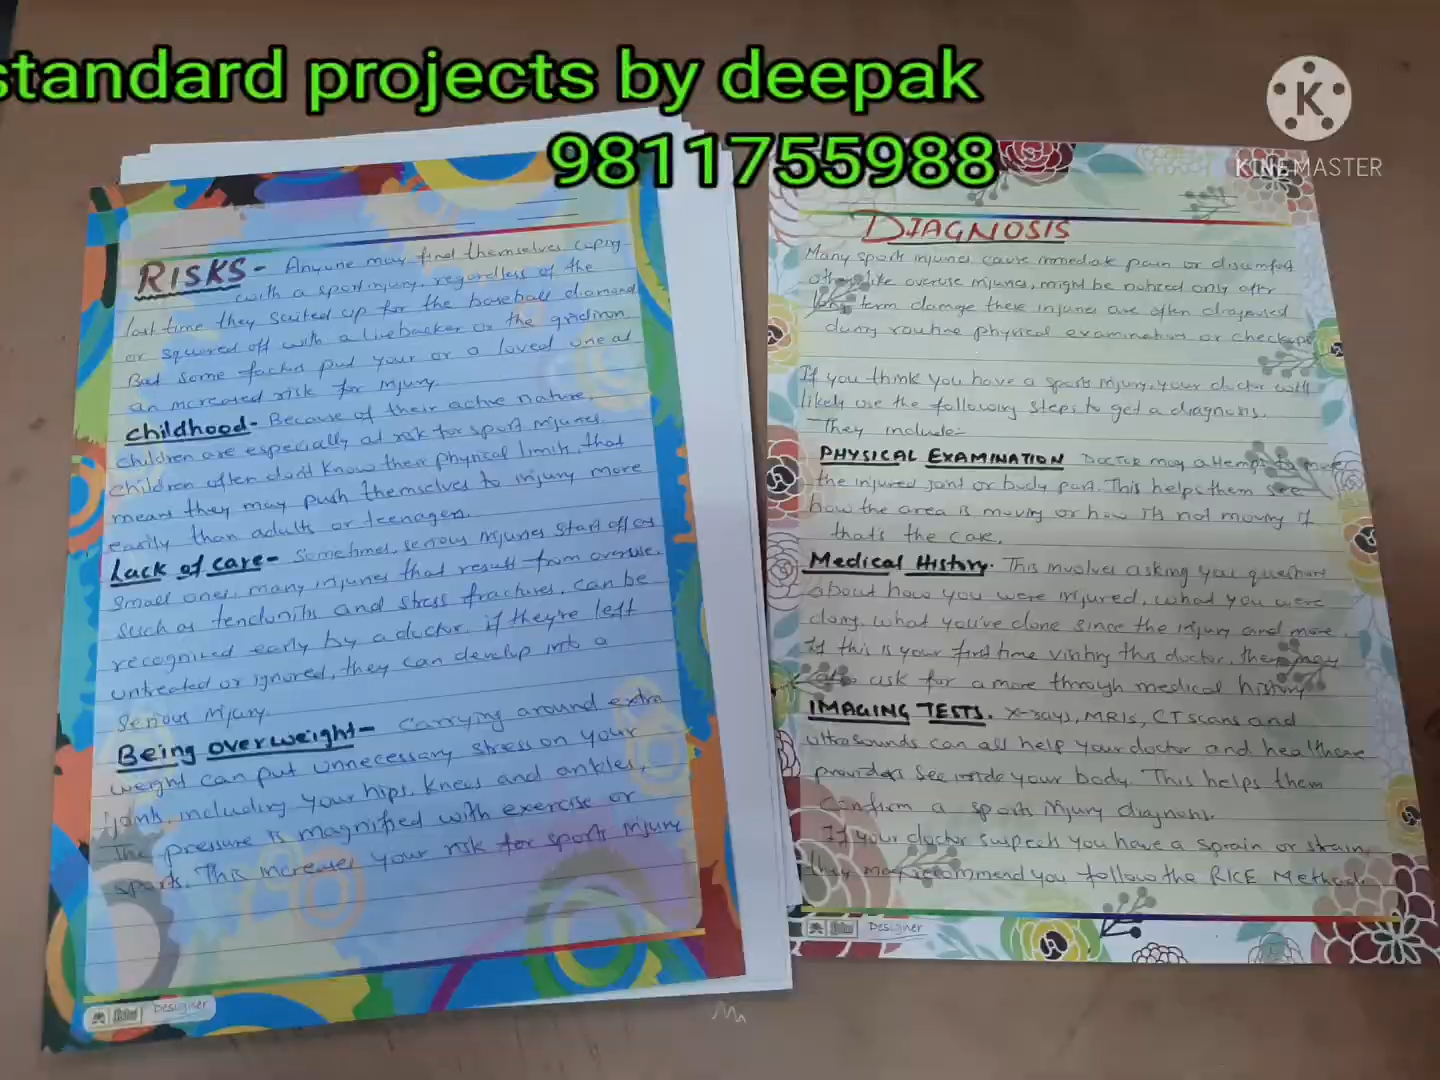 standard projects by deepak
9811755988
KINEMASTER
RISKS - Anyone may find themselves coping
with a sport injury, regardless of the
last time they suited up for the baseball diamond
or squared off with a linebacker or the gridiron
But some factors put your or a loved one at
an increased risk for injury.
Childhood- Because of their active nature,
children are especially at risk for sport injuries.
children often don't know their physical limits, that
means they may push themselves to injury more
easily than adults or teenagers.
Lack of care- Sometimes, serious injuries start off as
small ones, many injuries that result from overuse,
such as tendonitis and stress fractures, can be
recognized early by a doctor, if they're left
untreated or ignored, they can develop into a
serious injury.
Being overweight- Carrying around extra
weight can put unnecessary stress on your
joints, including your hips, knees and ankles,
The pressure is magnified with exercise or
sports. This increases your risk for sports injury
Designer
DIAGNOSIS
Many sports injuries cause immediate pain or discomfort
others like overuse injuries, might be noticed only after
long term damage these injuries are often diagnosed
during routine physical examination or checkups
If you think you have a sports injury, your doctor will
likely use the following steps to get a diagnosis.
They include:-
PHYSICAL EXAMINATION Doctor may attempt to move
the injured joint or body part. This helps them see
how the area is moving or how it's not moving if
that's the case.
Medical History. This involves asking you questions
about how you were injured, what you were
doing, what you've done since the injury and more.
If this is your first time visiting this doctor, they may
also ask for a more through medical history
IMAGING TESTS. X-rays, MRIs, CT scans and
ultrasounds can all help your doctor and healthcare
providers see inside your body. This helps them
confirm a sports injury diagnosis.
If your doctor suspects you have a sprain or strain,
they may recommend you follow the RICE Method.
Designer